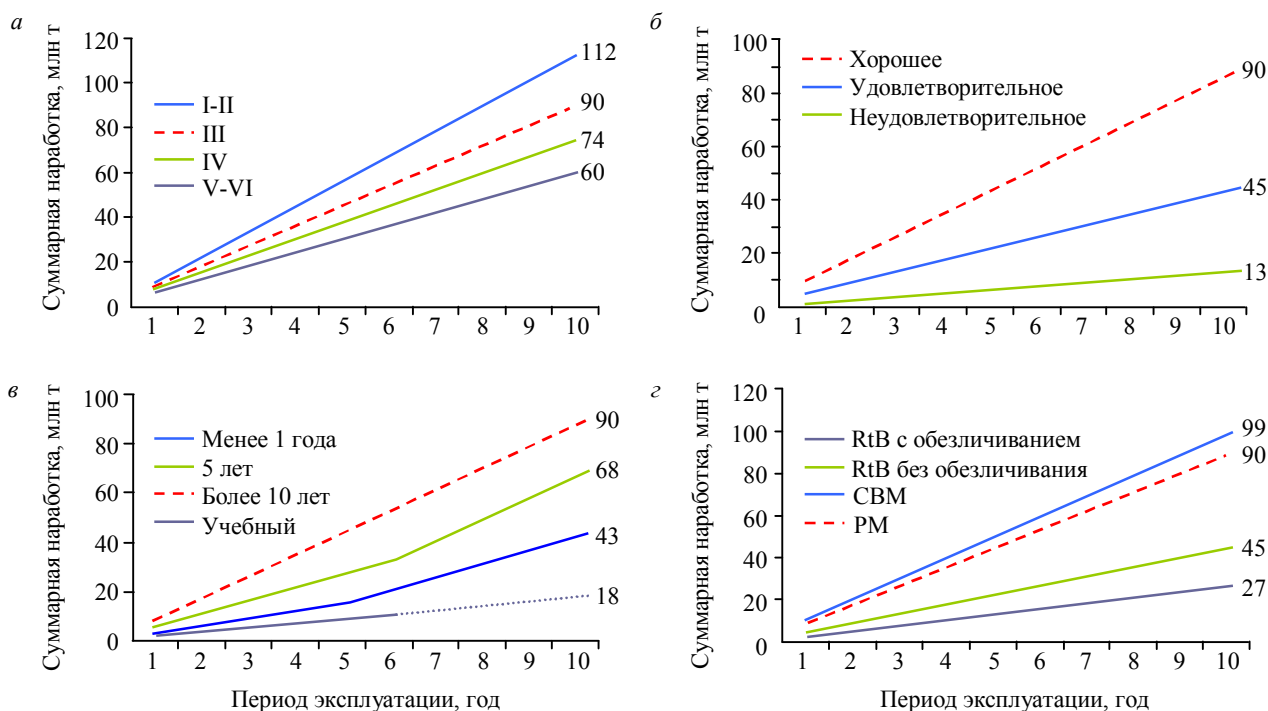 а
Суммарная наработка, млн т
120
100
80
60
40
20
0
I-II
III
IV
V-VI
112
90
74
60
1 2 3 4 5 6 7 8 9 10
б
Суммарная наработка, млн т
100
80
60
40
20
0
Хорошее
Удовлетворительное
Неудовлетворительное
90
45
13
1 2 3 4 5 6 7 8 9 10
в
Суммарная наработка, млн т
100
80
60
40
20
0
Менее 1 года
5 лет
Более 10 лет
Учебный
90
68
43
18
1 2 3 4 5 6 7 8 9 10
Период эксплуатации, год
г
Суммарная наработка, млн т
120
100
80
60
40
20
0
RtB с обезличиванием
RtB без обезличивания
CBM
PM
99
90
45
27
1 2 3 4 5 6 7 8 9 10
Период эксплуатации, год